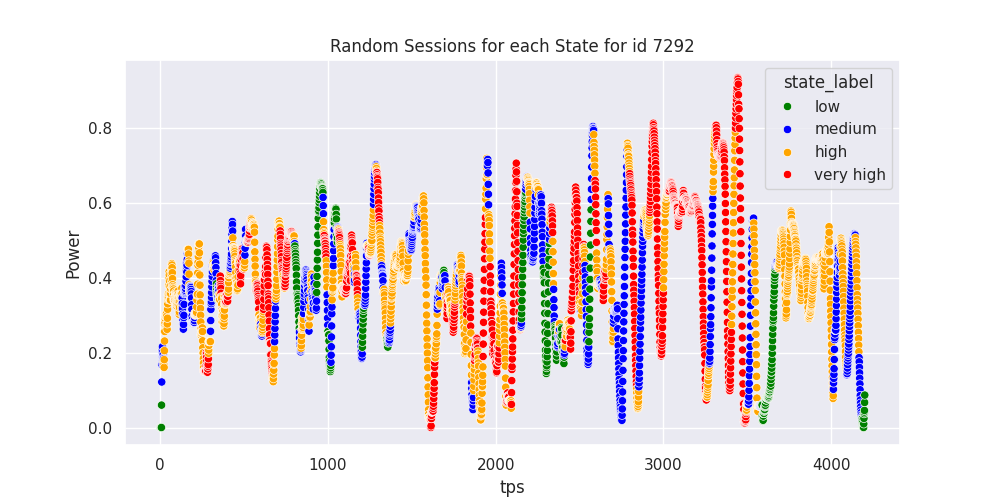 Random Sessions for each State for id 7292
state_label
low
medium
high
very high
Power
0.8
0.6
0.4
0.2
0.0
0
1000
2000
3000
4000
tps